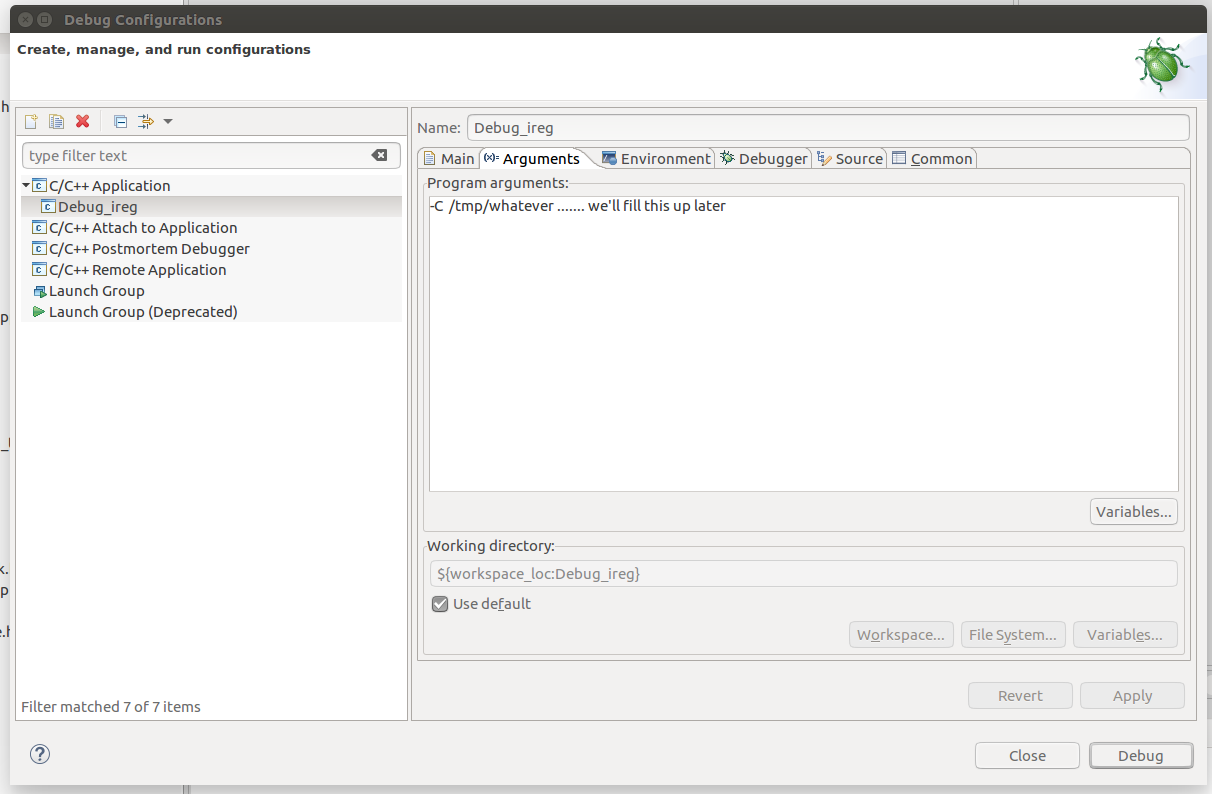 Debug Configurations
Create, manage, and run configurations
type filter text
C/C++ Application
Debug_ireg
C/C++ Attach to Application
C/C++ Postmortem Debugger
C/C++ Remote Application
Launch Group
Launch Group (Deprecated)
Filter matched 7 of 7 items
Name: Debug_ireg
Main (x)= Arguments Environment Debugger Source Common
Program arguments:
-C /tmp/whatever ....... we'll fill this up later
Variables...
Working directory:
${workspace_loc:Debug_ireg}
Use default
Workspace... File System... Variables...
Revert Apply
? Close Debug